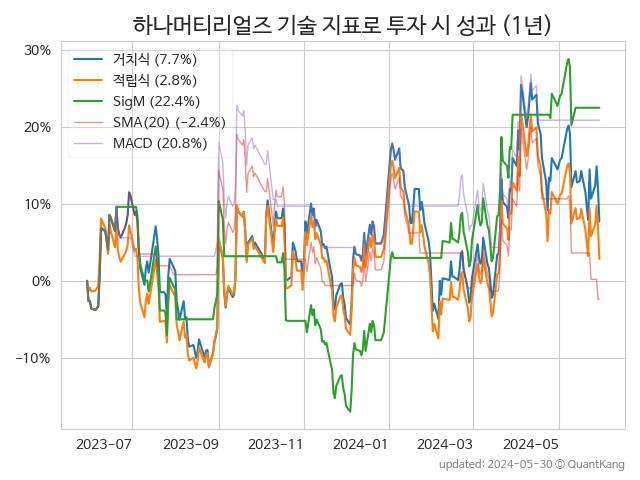 하나머티리얼즈 기술 지표로 투자 시 성과 (1년)
30%
20%
10%
0%
−10%
거치식 (7.7%)
적립식 (2.8%)
SigM (22.4%)
SMA(20) (−2.4%)
MACD (20.8%)
2023−07
2023−09
2023−11
2024−01
2024−03
2024−05
updated: 2024-05-30 ⓒ QuantKang